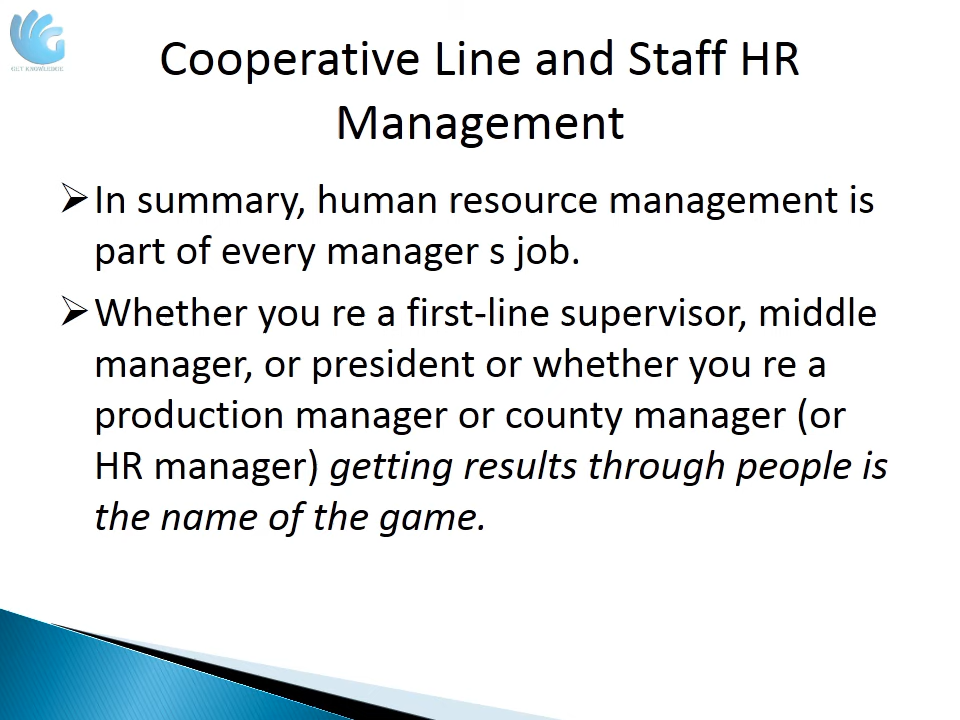 Cooperative Line and Staff HR
Management
In summary, human resource management is
part of every manager s job.
Whether you re a first-line supervisor, middle
manager, or president or whether you re a
production manager or county manager (or
HR manager) getting results through people is
the name of the game.